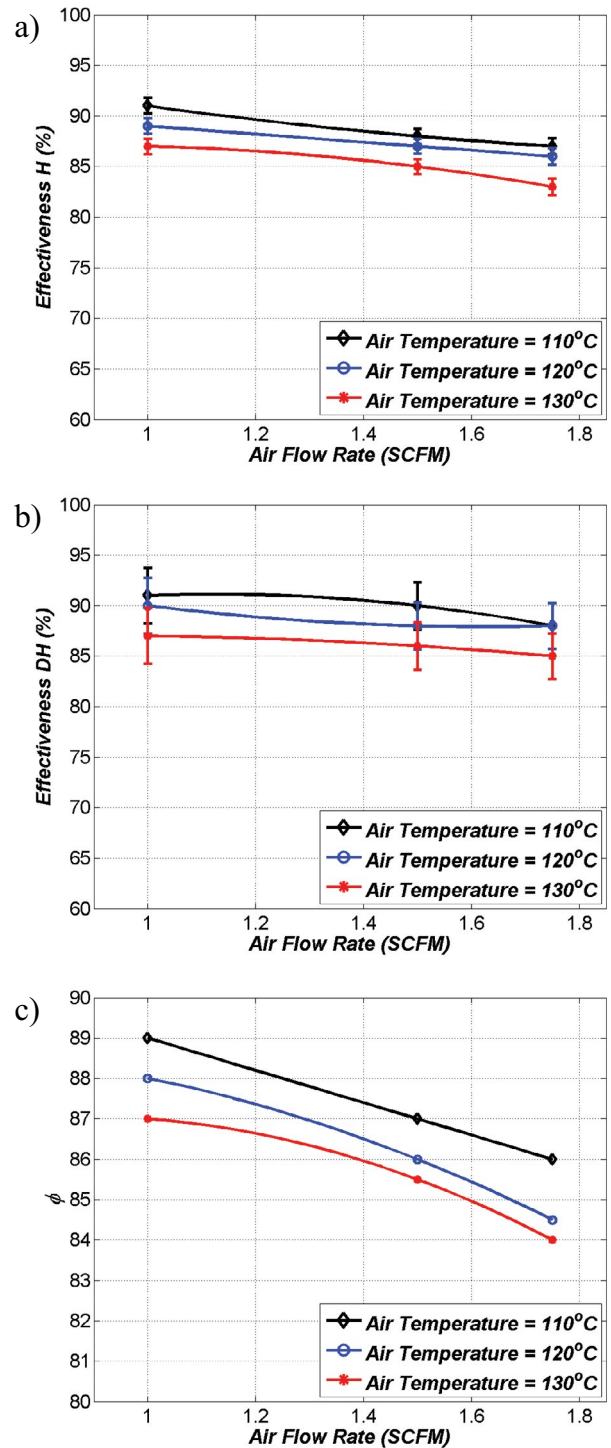 a)
100
95
90
85
80
75
70
65
60
Effectiveness H (%)
Air Temperature = 110°C
Air Temperature = 120°C
Air Temperature = 130°C
1 1.2 1.4 1.6 1.8
Air Flow Rate (SCFM)
b)
100
95
90
85
80
75
70
65
60
Effectiveness DH (%)
Air Temperature = 110°C
Air Temperature = 120°C
Air Temperature = 130°C
1 1.2 1.4 1.6 1.8
Air Flow Rate (SCFM)
c)
90
89
88
87
86
85
84
83
82
81
80
ϕ
Air Temperature = 110°C
Air Temperature = 120°C
Air Temperature = 130°C
1 1.2 1.4 1.6 1.8
Air Flow Rate (SCFM)